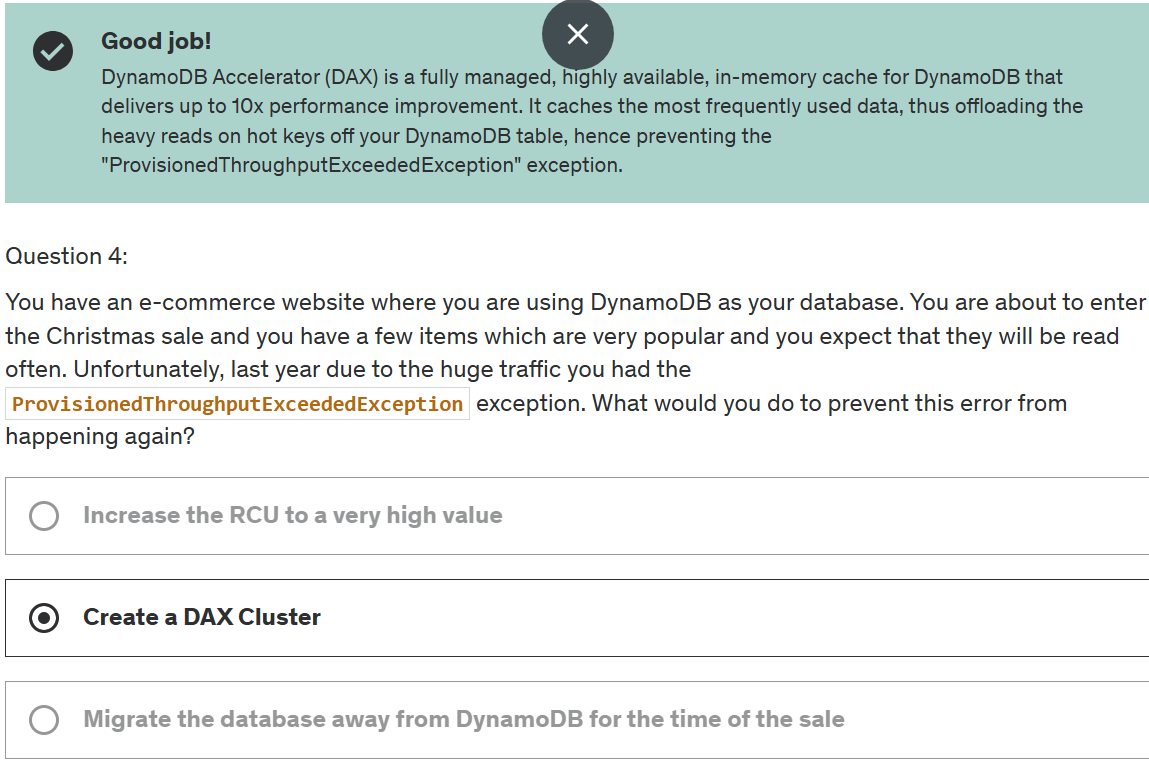 Good job!
DynamoDB Accelerator (DAX) is a fully managed, highly available, in-memory cache for DynamoDB that
delivers up to 10x performance improvement. It caches the most frequently used data, thus offloading the
heavy reads on hot keys off your DynamoDB table, hence preventing the
"ProvisionedThroughputExceededException" exception.
Question 4:
You have an e-commerce website where you are using DynamoDB as your database. You are about to enter
the Christmas sale and you have a few items which are very popular and you expect that they will be read
often. Unfortunately, last year due to the huge traffic you had the
ProvisionedThroughputExceededException exception. What would you do to prevent this error from
happening again?
Increase the RCU to a very high value
Create a DAX Cluster
Migrate the database away from DynamoDB for the time of the sale